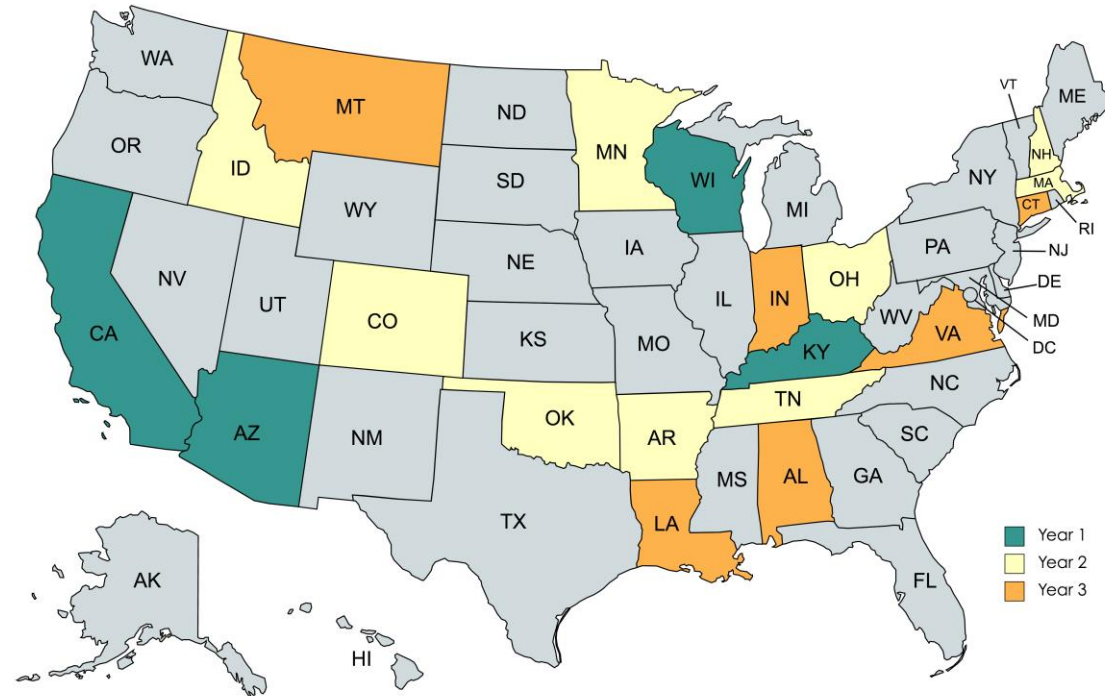 WA
MT
ND
MN
VT
ME
OR
ID
SD
WI
MI
NY
NH
MA
CT
RI
WY
IA
PA
NJ
NV
NE
IL
IN
OH
DE
CA
UT
CO
KS
MO
WV
VA
MD
DC
KY
AZ
NM
OK
AR
TN
NC
SC
MS
AL
GA
TX
LA
FL
AK
HI
Year 1
Year 2
Year 3